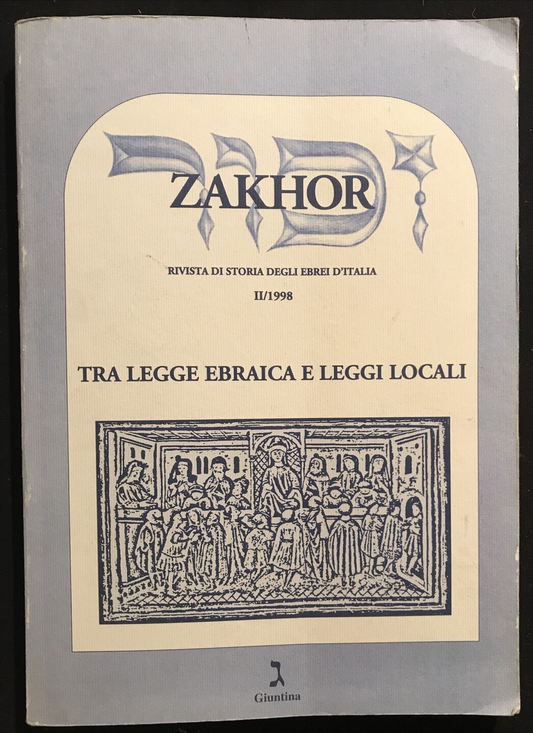 זכור
ZAKHOR
RIVISTA DI STORIA DEGLI EBREI D'ITALIA
II/1998
TRA LEGGE EBRAICA E LEGGI LOCALI
ג
Giuntina